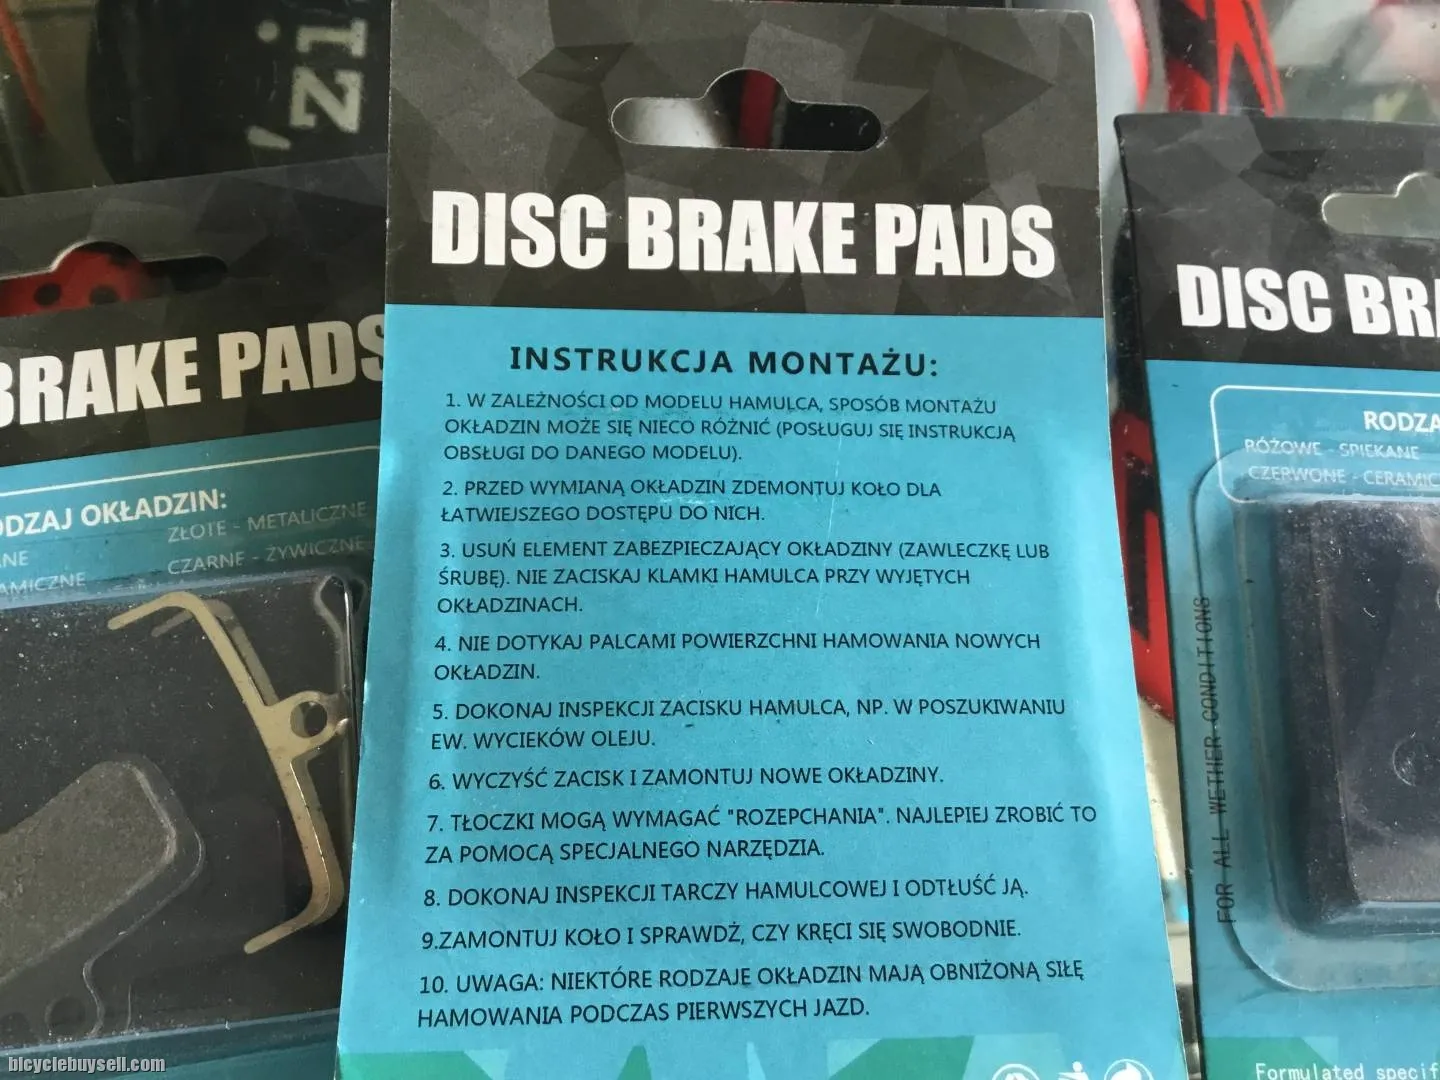 'zi
DISC BRAKE PADS
INSTRUKCJA MONTAŻU:
1. W ZALEŻNOŚCI OD MODELU HAMULCA, SPOSÓB MONTAŻU
OKŁADZIN MOŻE SIĘ NIECO RÓŻNIĆ (POSŁUGUJ SIĘ INSTRUKCJĄ
OBSŁUGI DO DANEGO MODELU).
2. PRZED WYMIANĄ OKŁADZIN ZDEMONTUJ KOŁO DLA
ŁATWIEJSZEGO DOSTĘPU DO NICH.
3. USUŃ ELEMENT ZABEZPIECZAJĄCY OKŁADZINY (ZAWLECZKĘ LUB
ŚRUBĘ). NIE ZACISKAJ KLAMKI HAMULCA PRZY WYJĘTYCH
OKŁADZINACH.
4. NIE DOTYKAJ PALCAMI POWIERZCHNI HAMOWANIA NOWYCH
OKŁADZIN.
5. DOKONAJ INSPEKCJI ZACISKU HAMULCA, NP. W POSZUKIWANIU
EW. WYCIEKÓW OLEJU.
6. WYCZYŚĆ ZACISK I ZAMONTUJ NOWE OKŁADZINY.
7. TŁOCZKI MOGĄ WYMAGAĆ "ROZEPCHANIA". NAJLEPIEJ ZROBIĆ TO
ZA POMOCĄ SPECJALNEGO NARZĘDZIA.
8. DOKONAJ INSPEKCJI TARCZY HAMULCOWEJ I ODTŁUŚĆ JĄ.
9.ZAMONTUJ KOŁO I SPRAWDŹ, CZY KRĘCI SIĘ SWOBODNIE.
10. UWAGA: NIEKTÓRE RODZAJE OKŁADZIN MAJĄ OBNIŻONĄ SIŁĘ
HAMOWANIA PODCZAS PIERWSZYCH JAZD.
BRAKE PADS
ODZAJ OKŁADZIN:
ANE ZŁOTE - METALICZNE
AMICZNE CZARNE - ŻYWICZNE
DISC BRA
RODZA
RÓŻOWE - SPIEKANE
CZERWONE - CERAMIC
FOR ALL WETHER CONDITIONS
Formulated specif
bicyclebuysell.com